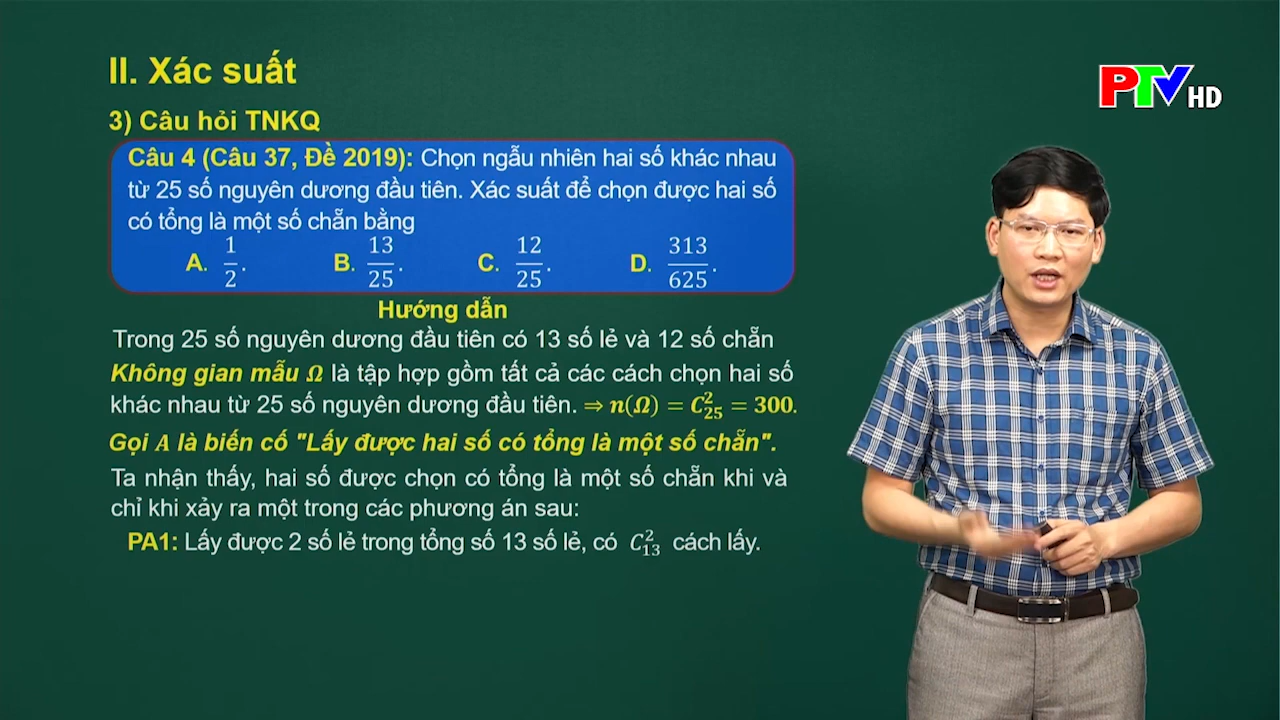 II. Xác suất
PTV HD
3) Câu hỏi TNKQ
Câu 4 (Câu 37, Đề 2019): Chọn ngẫu nhiên hai số khác nhau
từ 25 số nguyên dương đầu tiên. Xác suất để chọn được hai số
có tổng là một số chẵn bằng
A. 1/2. B. 13/25. C. 12/25. D. 313/625.
Hướng dẫn
Trong 25 số nguyên dương đầu tiên có 13 số lẻ và 12 số chẵn
Không gian mẫu Ω là tập hợp gồm tất cả các cách chọn hai số
khác nhau từ 25 số nguyên dương đầu tiên. ⇒ n(Ω) = C²₂₅ = 300.
Gọi A là biến cố "Lấy được hai số có tổng là một số chẵn".
Ta nhận thấy, hai số được chọn có tổng là một số chẵn khi và
chỉ khi xảy ra một trong các phương án sau:
PA1: Lấy được 2 số lẻ trong tổng số 13 số lẻ, có C²₁₃ cách lấy.